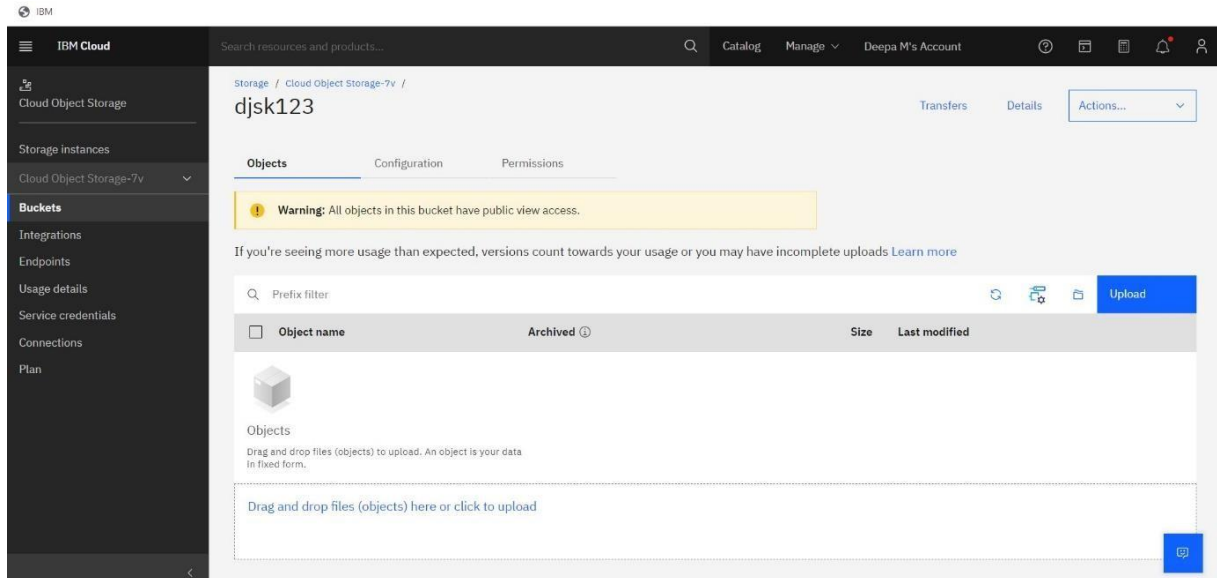 IBM
IBM Cloud
Search resources and products...
Catalog
Manage
Deepa M's Account
Cloud Object Storage
Storage instances
Cloud Object Storage-7v
Buckets
Integrations
Endpoints
Usage details
Service credentials
Connections
Plan
Storage / Cloud Object Storage-7v /
djsk123
Transfers
Details
Actions...
Objects
Configuration
Permissions
Warning: All objects in this bucket have public view access.
If you're seeing more usage than expected, versions count towards your usage or you may have incomplete uploads Learn more
Prefix filter
Upload
Object name
Archived
Size
Last modified
Objects
Drag and drop files (objects) to upload. An object is your data
in fixed form.
Drag and drop files (objects) here or click to upload